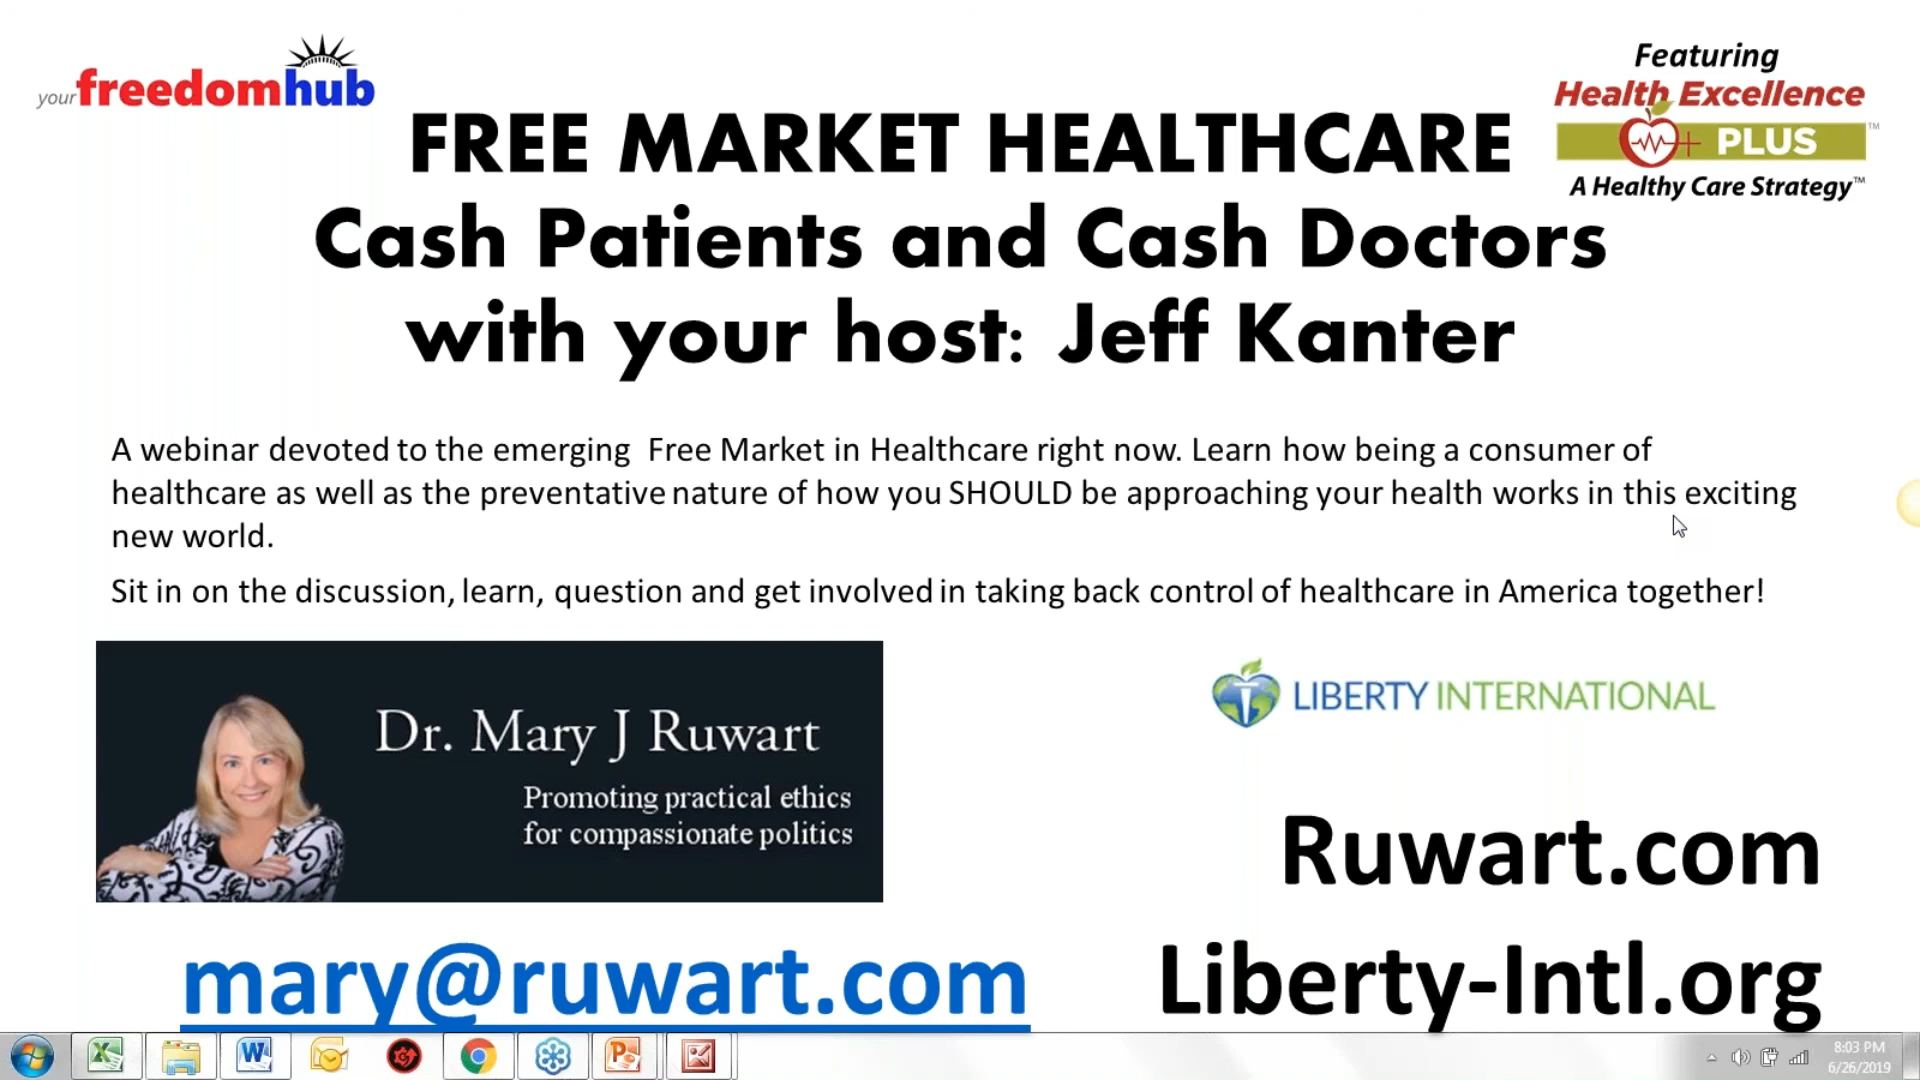 yourfreedomhub
Featuring
Health Excellence
PLUS™
A Healthy Care Strategy™
FREE MARKET HEALTHCARE
Cash Patients and Cash Doctors
with your host: Jeff Kanter
A webinar devoted to the emerging Free Market in Healthcare right now. Learn how being a consumer of
healthcare as well as the preventative nature of how you SHOULD be approaching your health works in this exciting
new world.
Sit in on the discussion, learn, question and get involved in taking back control of healthcare in America together!
Dr. Mary J Ruwart
Promoting practical ethics
for compassionate politics
LIBERTY INTERNATIONAL
Ruwart.com
mary@ruwart.com
Liberty-Intl.org
8:03 PM
6/26/2019